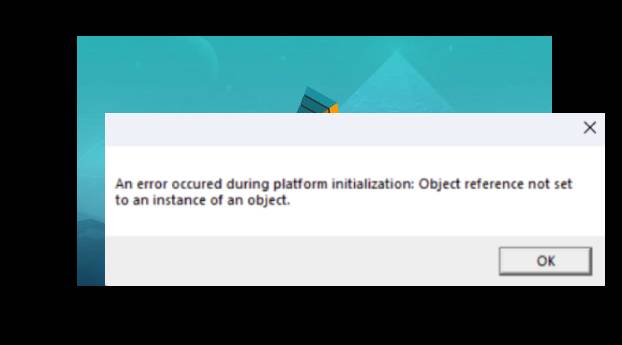 An error occured during platform initialization: Object reference not set
to an instance of an object.
OK